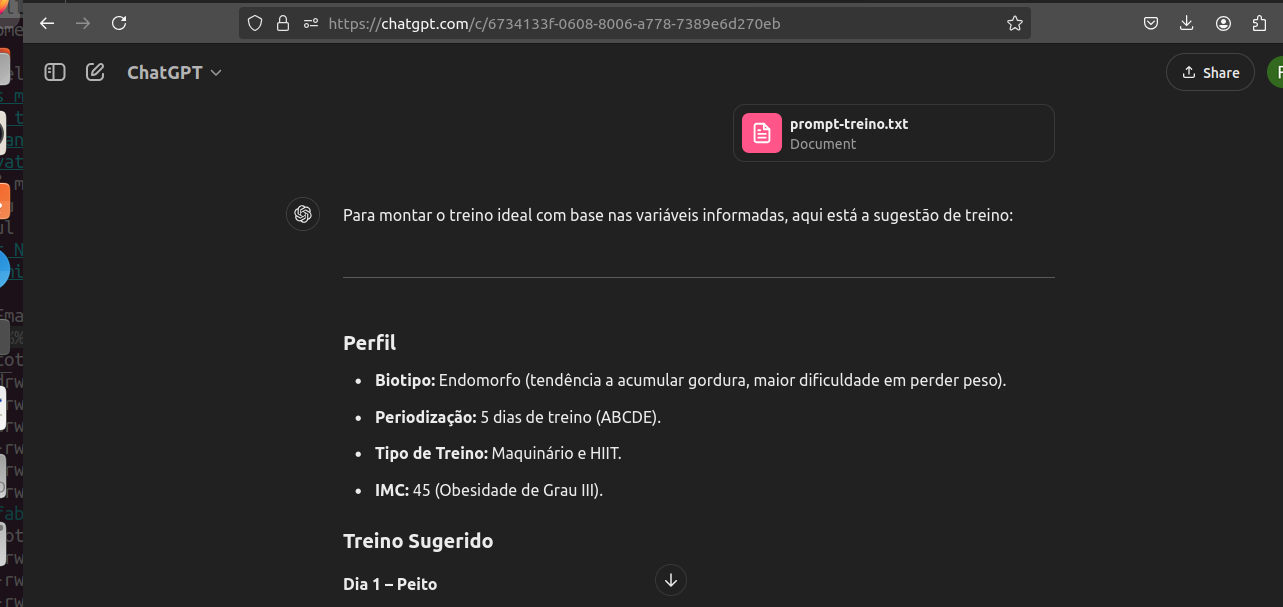 https://chatgpt.com/c/6734133f-0608-8006-a778-7389e6d270eb
ChatGPT
Share
prompt-treino.txt
Document
Para montar o treino ideal com base nas variáveis informadas, aqui está a sugestão de treino:
Perfil
• Biotipo: Endomorfo (tendência a acumular gordura, maior dificuldade em perder peso).
• Periodização: 5 dias de treino (ABCDE).
• Tipo de Treino: Maquinário e HIIT.
• IMC: 45 (Obesidade de Grau III).
Treino Sugerido
Dia 1 – Peito